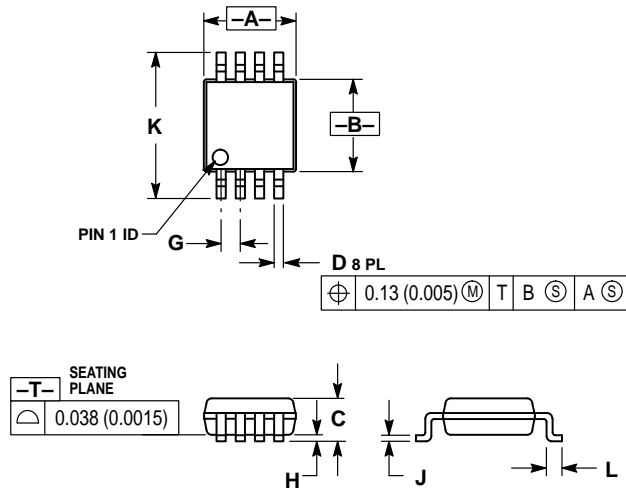 –A–
K
–B–
PIN 1 ID
G
D 8 PL
⌖ 0.13 (0.005) Ⓜ T B Ⓢ A Ⓢ
–T– SEATING PLANE
⌓ 0.038 (0.0015)
C
H
J
L